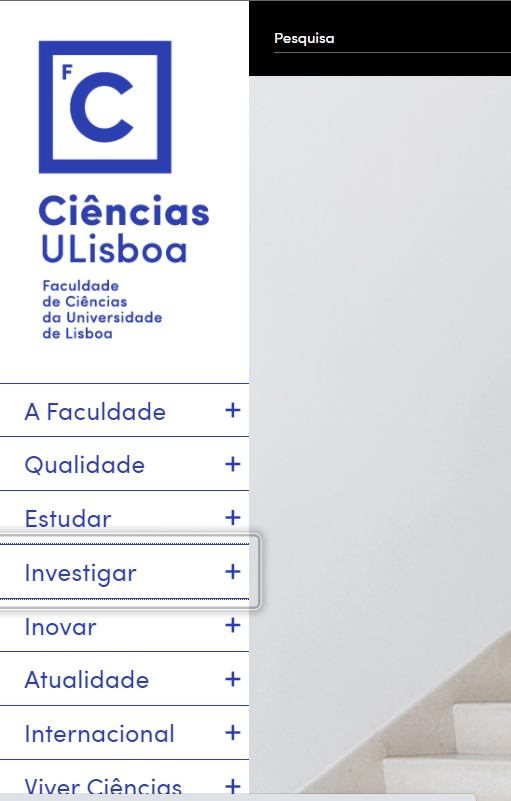 Pesquisa
F
C
Ciências
ULisboa
Faculdade
de Ciências
da Universidade
de Lisboa
A Faculdade +
Qualidade +
Estudar +
Investigar +
Inovar +
Atualidade +
Internacional +
Viver Ciências +